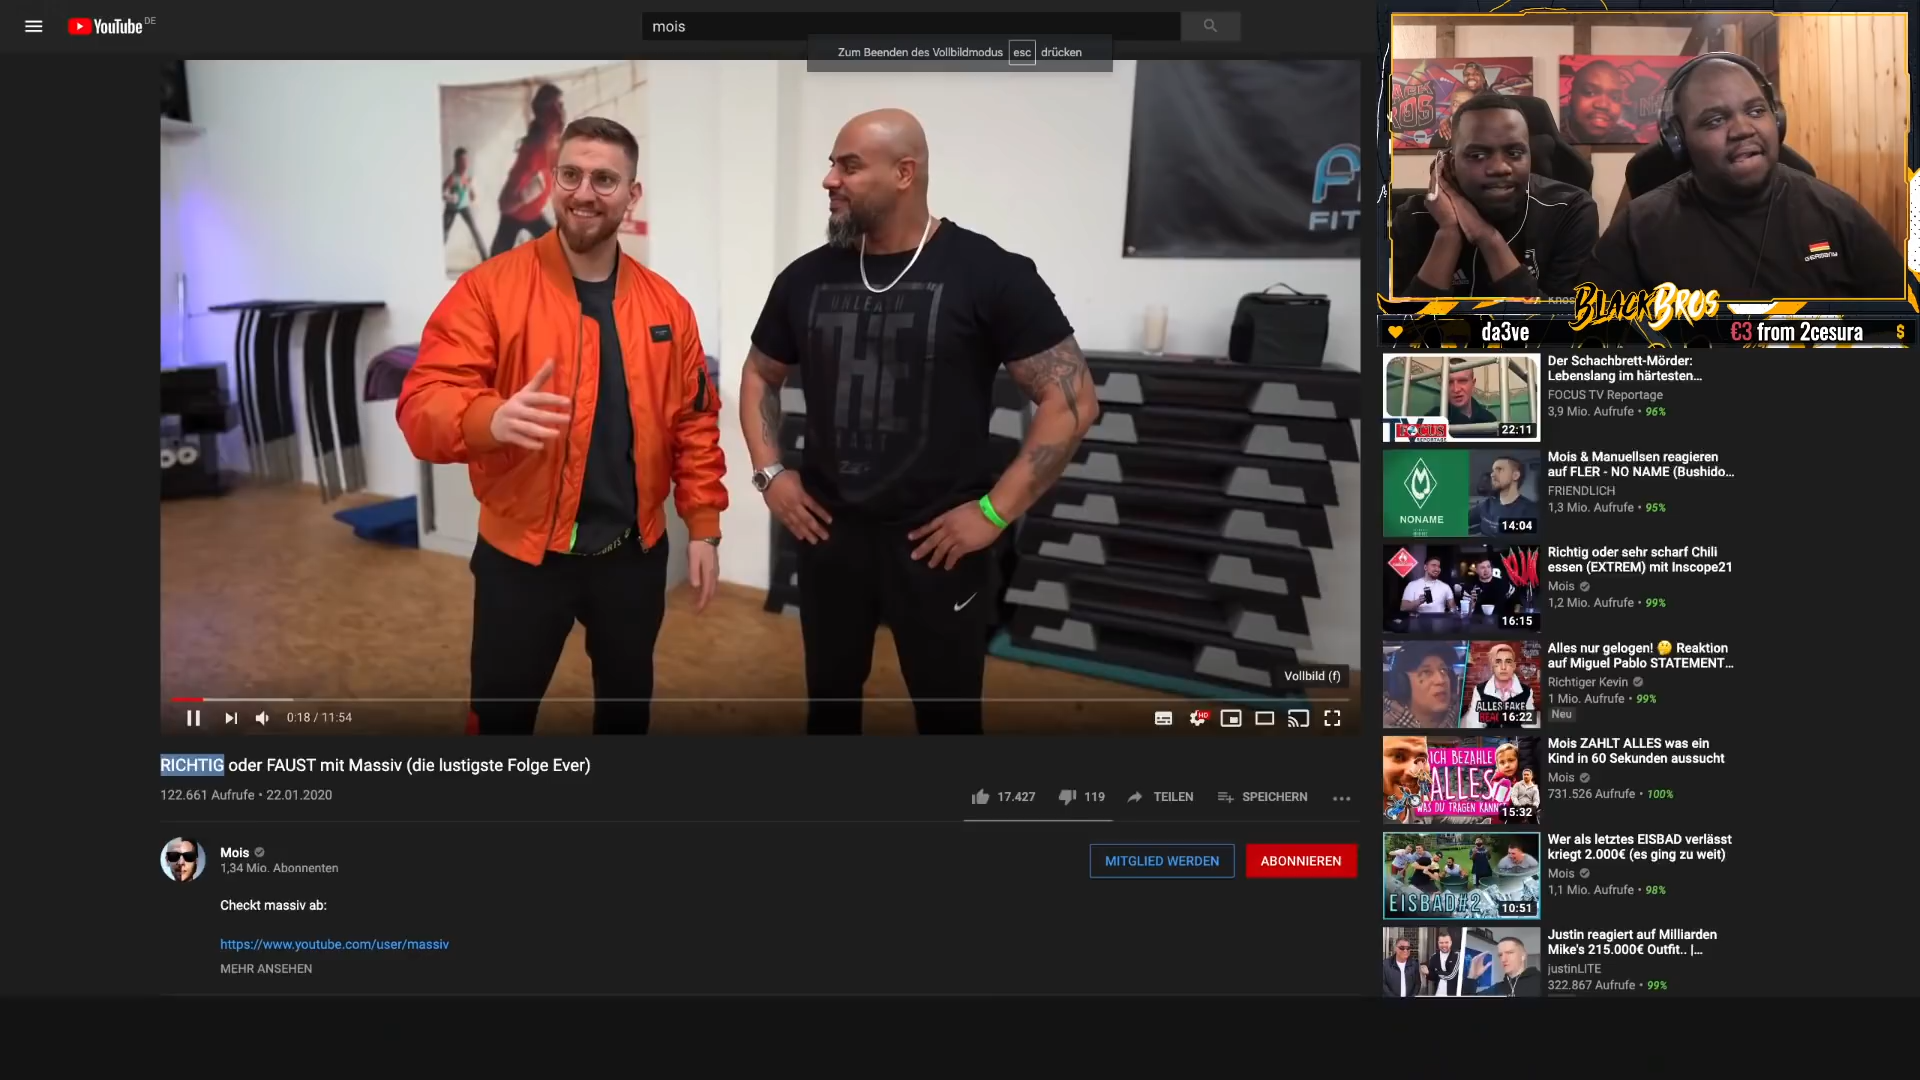 YouTube DE
mois
Zum Beenden des Vollbildmodus esc drücken
UNLEASH
THE
BEAST
FIT
GERMANY
BLACKBROS
da3ve
€3 from 2cesura
$
Vollbild (f)
0:18 / 11:54
HD
RICHTIG oder FAUST mit Massiv (die lustigste Folge Ever)
122.661 Aufrufe • 22.01.2020
17.427
119
TEILEN
SPEICHERN
Mois
1,34 Mio. Abonnenten
MITGLIED WERDEN
ABONNIEREN
Checkt massiv ab:
https://www.youtube.com/user/massiv
MEHR ANSEHEN
Der Schachbrett-Mörder:
Lebenslang im härtesten...
FOCUS TV Reportage
3,9 Mio. Aufrufe • 96%
FOCUS
REPORTAGE
22:11
Mois & Manuellsen reagieren
auf FLER - NO NAME (Bushido...
FRIENDLICH
1,3 Mio. Aufrufe • 95%
NONAME
14:04
Richtig oder sehr scharf Chili
essen (EXTREM) mit Inscope21
Mois
1,2 Mio. Aufrufe • 99%
16:15
Alles nur gelogen! 🤔 Reaktion
auf Miguel Pablo STATEMENT...
Richtiger Kevin
1 Mio. Aufrufe • 99%
Neu
ALLES FAKE
16:22
Mois ZAHLT ALLES was ein
Kind in 60 Sekunden aussucht
Mois
731.526 Aufrufe • 100%
ICH BEZAHLE
ALLES
WAS DU TRAGEN KANNST
15:32
Wer als letztes EISBAD verlässt
kriegt 2.000€ (es ging zu weit)
Mois
1,1 Mio. Aufrufe • 98%
EISBAD#2
10:51
Justin reagiert auf Milliarden
Mike's 215.000€ Outfit.. |...
justinLITE
322.867 Aufrufe • 99%